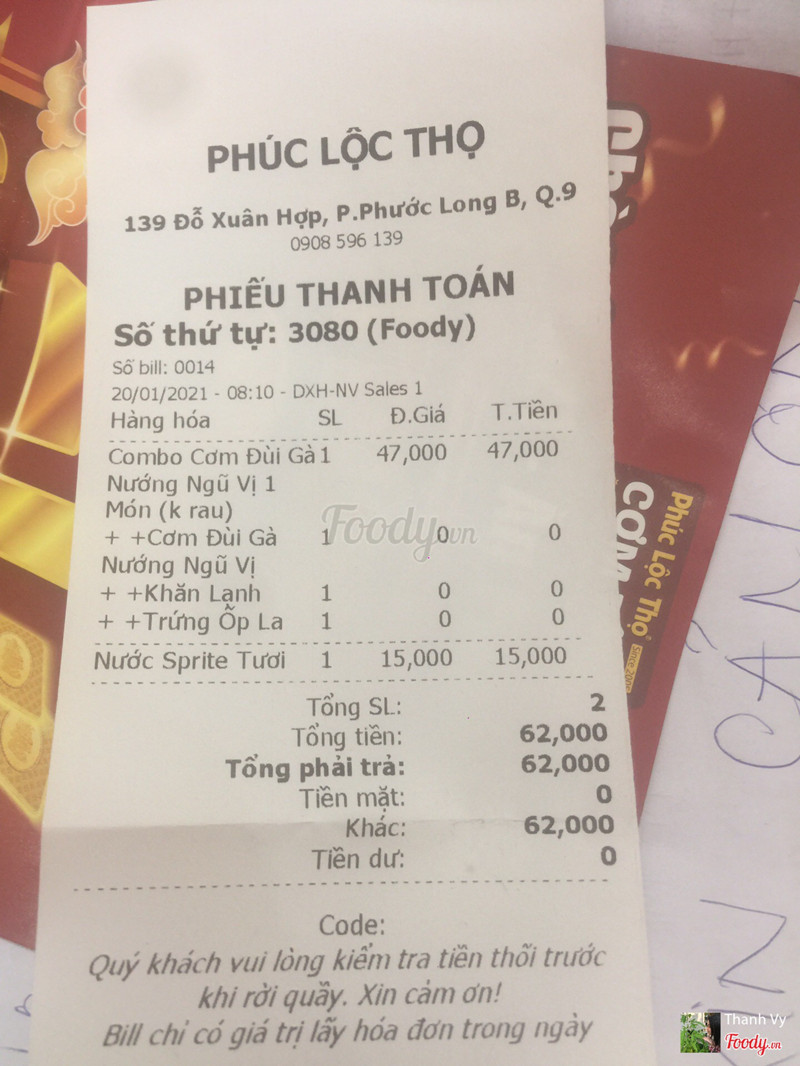 PHÚC LỘC THỌ
139 Đỗ Xuân Hợp, P.Phước Long B, Q.9
0908 596 139
PHIẾU THANH TOÁN
Số thứ tự: 3080 (Foody)
Số bill: 0014
20/01/2021 - 08:10 - DXH-NV Sales 1
Hàng hóa SL Đ.Giá T.Tiền
Combo Cơm Đùi Gà 1 47,000 47,000
Nướng Ngũ Vị 1
Món (k rau)
+ +Cơm Đùi Gà 1 0 0
Nướng Ngũ Vị
+ +Khăn Lạnh 1 0 0
+ +Trứng Ốp La 1 0 0
Nước Sprite Tươi 1 15,000 15,000
Tổng SL: 2
Tổng tiền: 62,000
Tổng phải trả: 62,000
Tiền mặt: 0
Khác: 62,000
Tiền dư: 0
Code:
Quý khách vui lòng kiểm tra tiền thối trước
khi rời quầy. Xin cảm ơn!
Bill chỉ có giá trị lấy hóa đơn trong ngày
Foody.vn
Phúc Lộc Thọ
CƠM
CẢN
Thanh Vy
Foody.vn